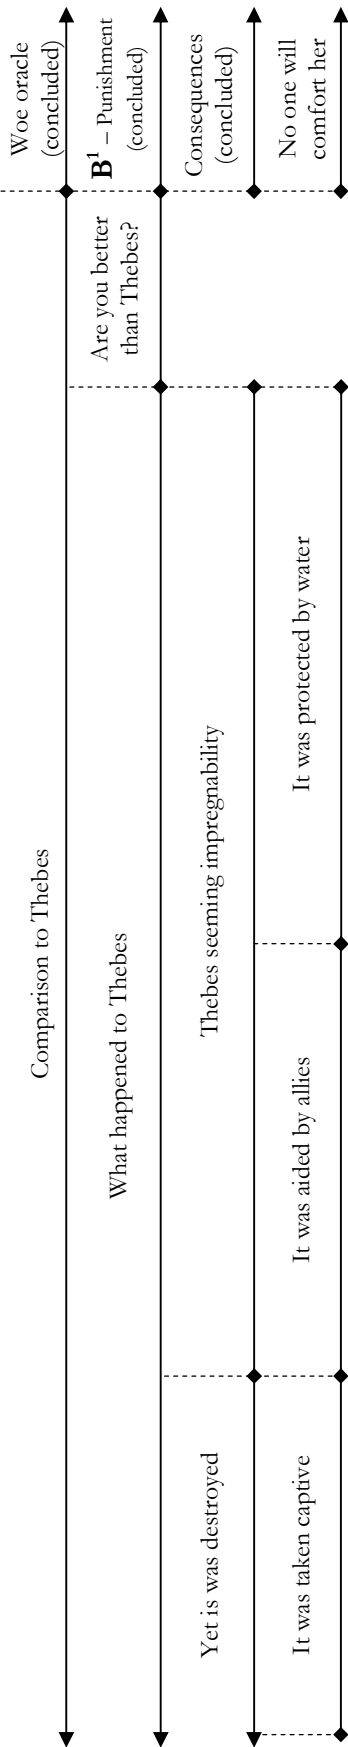 Woe oracle
(concluded)
Comparison to Thebes
B¹ – Punishment
(concluded)
Are you better
than Thebes?
What happened to Thebes
Consequences
(concluded)
Thebes seeming impregnability
Yet is was destroyed
No one will
comfort her
It was protected by water
It was aided by allies
It was taken captive